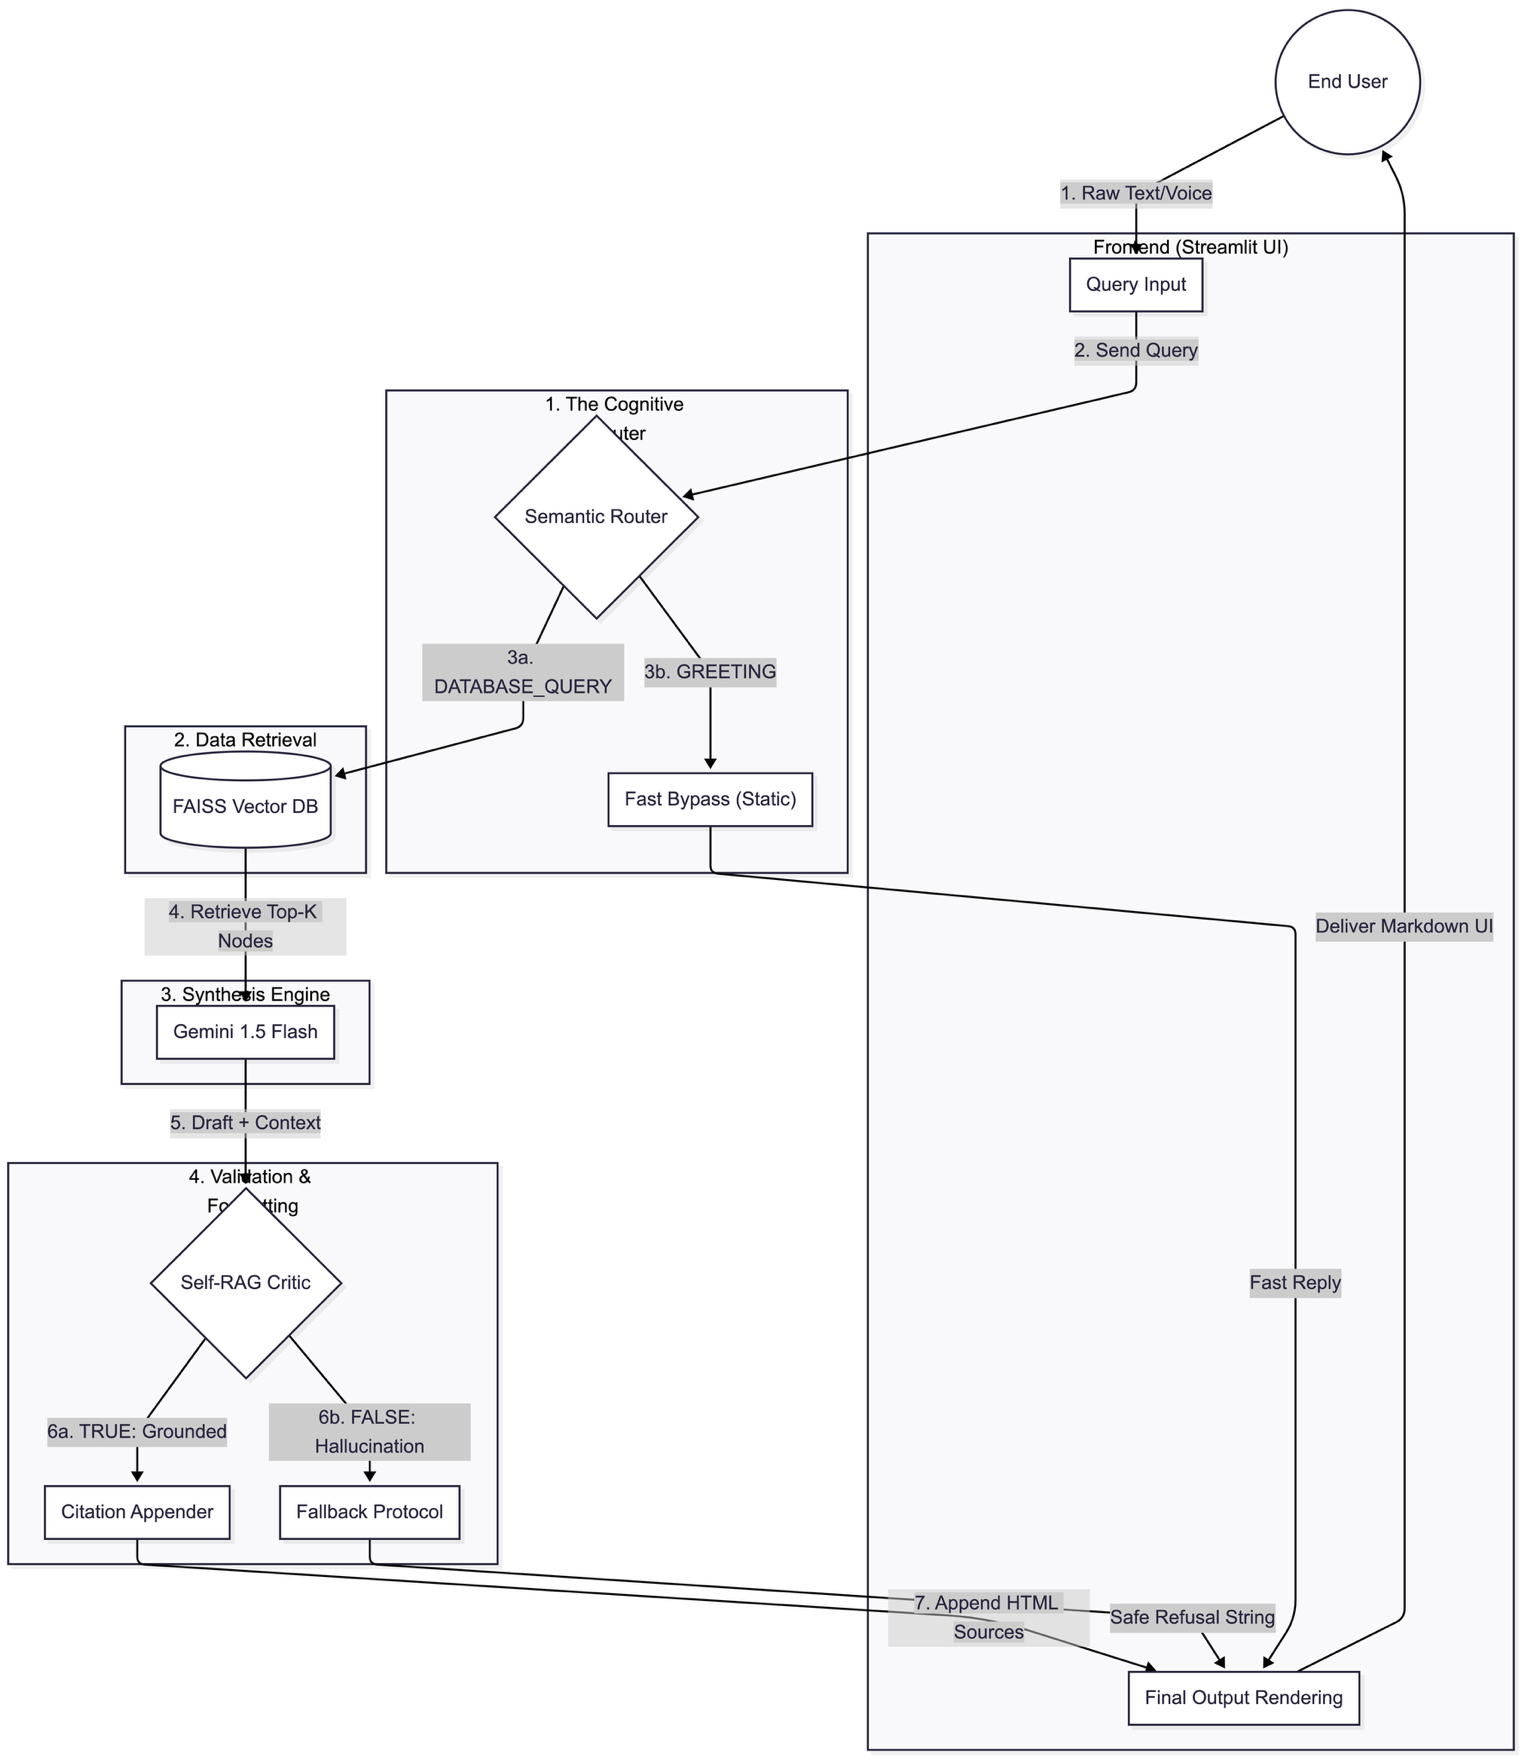 End User
1. Raw Text/Voice
Frontend (Streamlit UI)
Query Input
2. Send Query
1. The Cognitive
uter
Semantic Router
3a.
DATABASE_QUERY
3b. GREETING
2. Data Retrieval
FAISS Vector DB
Fast Bypass (Static)
4. Retrieve Top-K
Nodes
Deliver Markdown UI
3. Synthesis Engine
Gemini 1.5 Flash
5. Draft + Context
4. Validation &
Fo tting
Self-RAG Critic
Fast Reply
6a. TRUE: Grounded
6b. FALSE:
Hallucination
Citation Appender
Fallback Protocol
7. Append HTML
Sources
Safe Refusal String
Final Output Rendering